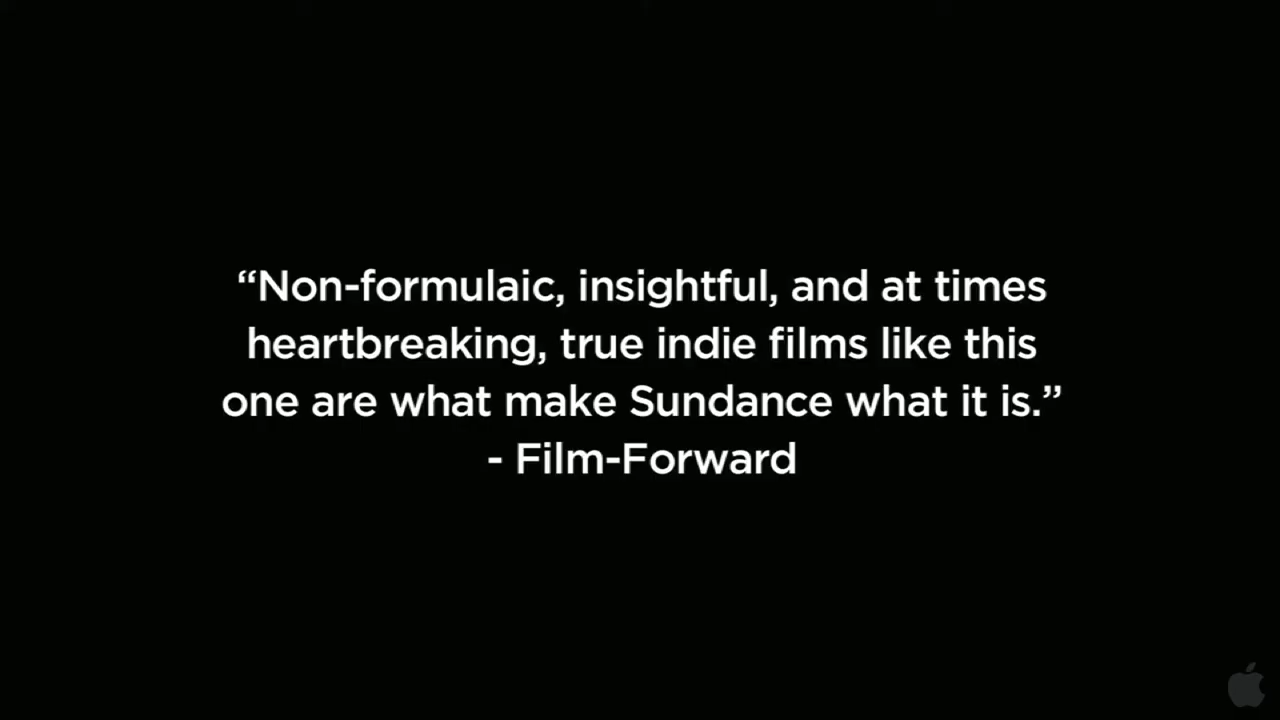 “Non-formulaic, insightful, and at times
heartbreaking, true indie films like this
one are what make Sundance what it is.”
- Film-Forward